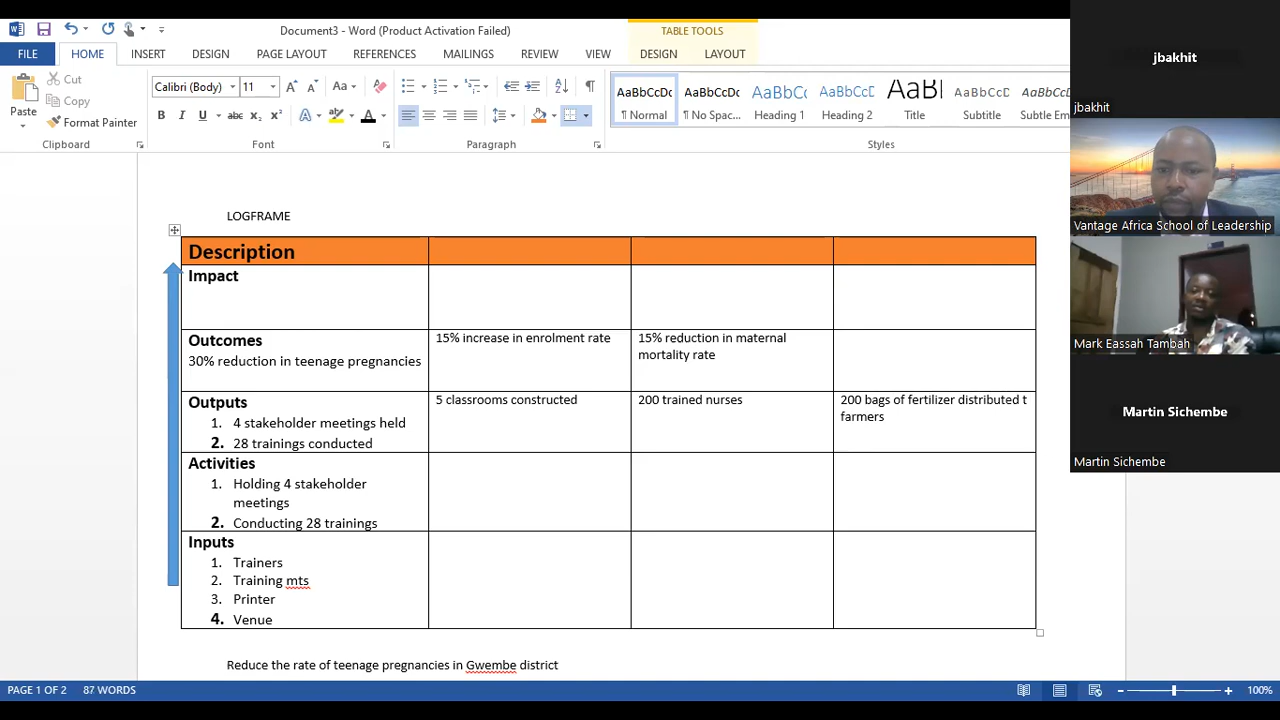 Document3 - Word (Product Activation Failed)
TABLE TOOLS
FILE HOME INSERT DESIGN PAGE LAYOUT REFERENCES MAILINGS REVIEW VIEW DESIGN LAYOUT
Paste
Cut
Copy
Format Painter
Clipboard
Calibri (Body) 11
Font
Paragraph
AaBbCcDc AaBbCcDc AaBbCc AaBbCcD AaBl AaBbCcD AaBbCcDc
¶ Normal ¶ No Spac... Heading 1 Heading 2 Title Subtitle Subtle Em
Styles
LOGFRAME
Description
Impact
Outcomes
30% reduction in teenage pregnancies
15% increase in enrolment rate
15% reduction in maternal
mortality rate
Outputs
1. 4 stakeholder meetings held
2. 28 trainings conducted
5 classrooms constructed
200 trained nurses
200 bags of fertilizer distributed t
farmers
Activities
1. Holding 4 stakeholder
meetings
2. Conducting 28 trainings
Inputs
1. Trainers
2. Training mts
3. Printer
4. Venue
Reduce the rate of teenage pregnancies in Gwembe district
PAGE 1 OF 2 87 WORDS
100%
jbakhit
jbakhit
Vantage Africa School of Leadership
Mark Eassah Tambah
Martin Sichembe
Martin Sichembe